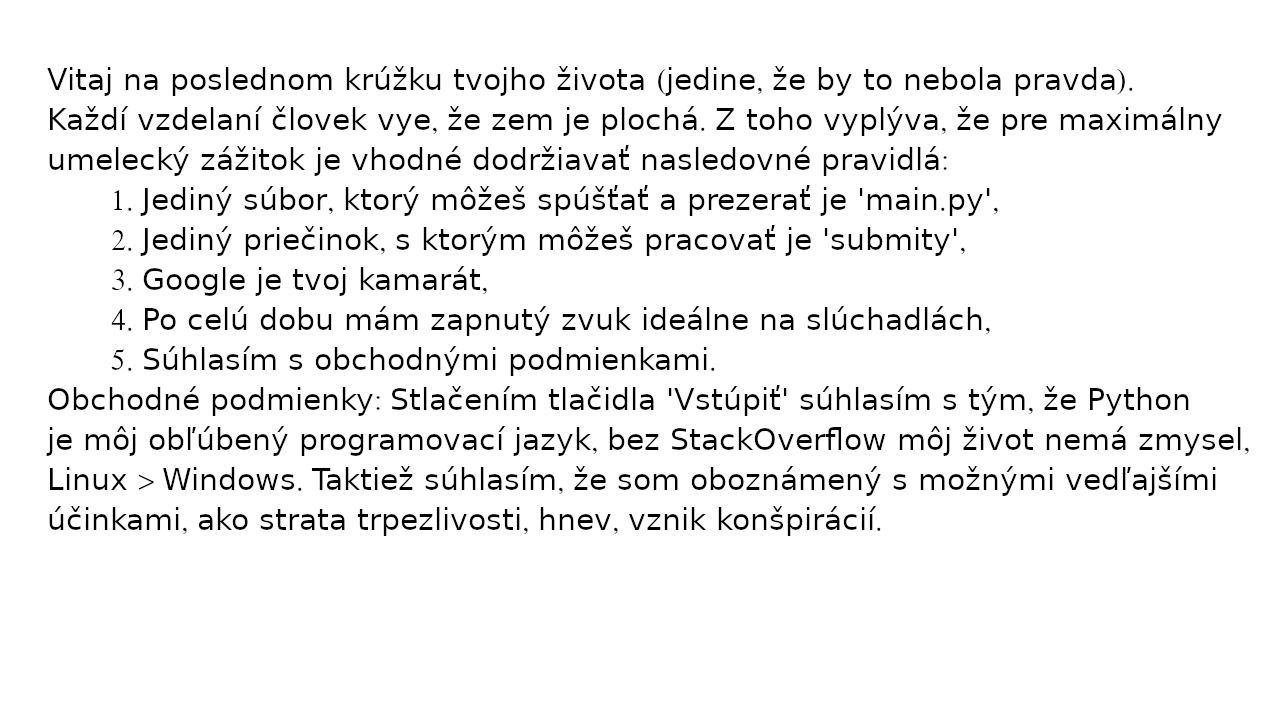 Vitaj na poslednom krúžku tvojho života (jedine, že by to nebola pravda).
Každí vzdelaní človek vye, že zem je plochá. Z toho vyplýva, že pre maximálny
umelecký zážitok je vhodné dodržiavať nasledovné pravidlá:
1. Jediný súbor, ktorý môžeš spúšťať a prezerať je 'main.py',
2. Jediný priečinok, s ktorým môžeš pracovať je 'submity',
3. Google je tvoj kamarát,
4. Po celú dobu mám zapnutý zvuk ideálne na slúchadlách,
5. Súhlasím s obchodnými podmienkami.
Obchodné podmienky: Stlačením tlačidla 'Vstúpiť' súhlasím s tým, že Python
je môj obľúbený programovací jazyk, bez StackOverflow môj život nemá zmysel,
Linux > Windows. Taktiež súhlasím, že som oboznámený s možnými vedľajšími
účinkami, ako strata trpezlivosti, hnev, vznik konšpirácií.